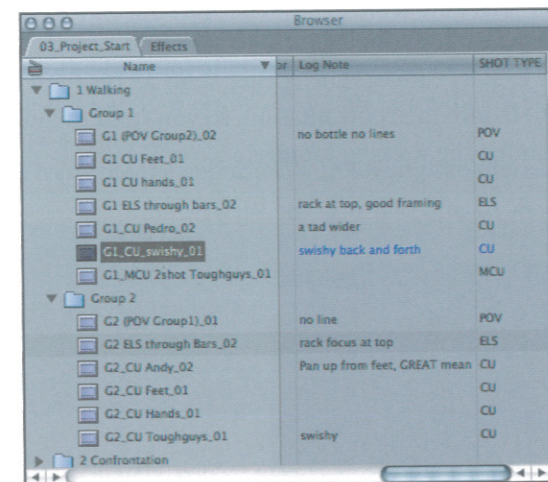 Browser
03_Project_Start Effects
Name or Log Note SHOT TYPE
1 Walking
Group 1
G1 (POV Group2)_02 no bottle no lines POV
G1 CU Feet_01 CU
G1 CU hands_01 CU
G1 ELS through bars_02 rack at top, good framing ELS
G1_CU Pedro_02 a tad wider CU
G1_CU_swishy_01 swishy back and forth CU
G1_MCU 2shot Toughguys_01 MCU
Group 2
G2 (POV Group1)_01 no line POV
G2 ELS through Bars_02 rack focus at top ELS
G2_CU Andy_02 Pan up from feet, GREAT mean CU
G2_CU Feet_01 CU
G2_CU Hands_01 CU
G2_CU Toughguys_01 swishy CU
2 Confrontation